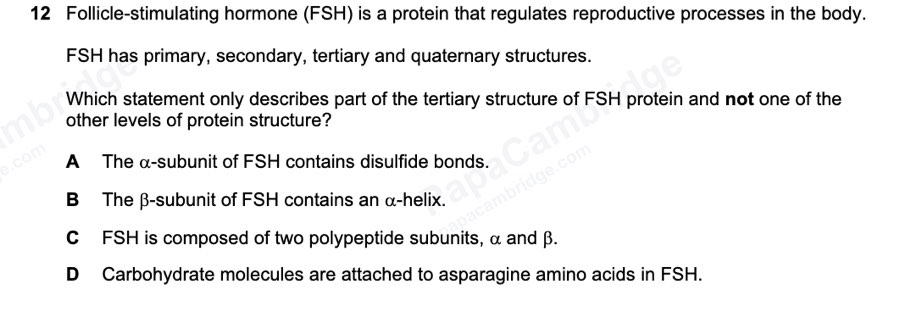 12 Follicle-stimulating hormone (FSH) is a protein that regulates reproductive processes in the body.
FSH has primary, secondary, tertiary and quaternary structures.
Which statement only describes part of the tertiary structure of FSH protein and not one of the
other levels of protein structure?
A The α-subunit of FSH contains disulfide bonds.
B The β-subunit of FSH contains an α-helix.
C FSH is composed of two polypeptide subunits, α and β.
D Carbohydrate molecules are attached to asparagine amino acids in FSH.
PapaCambridge
papacambridge.com